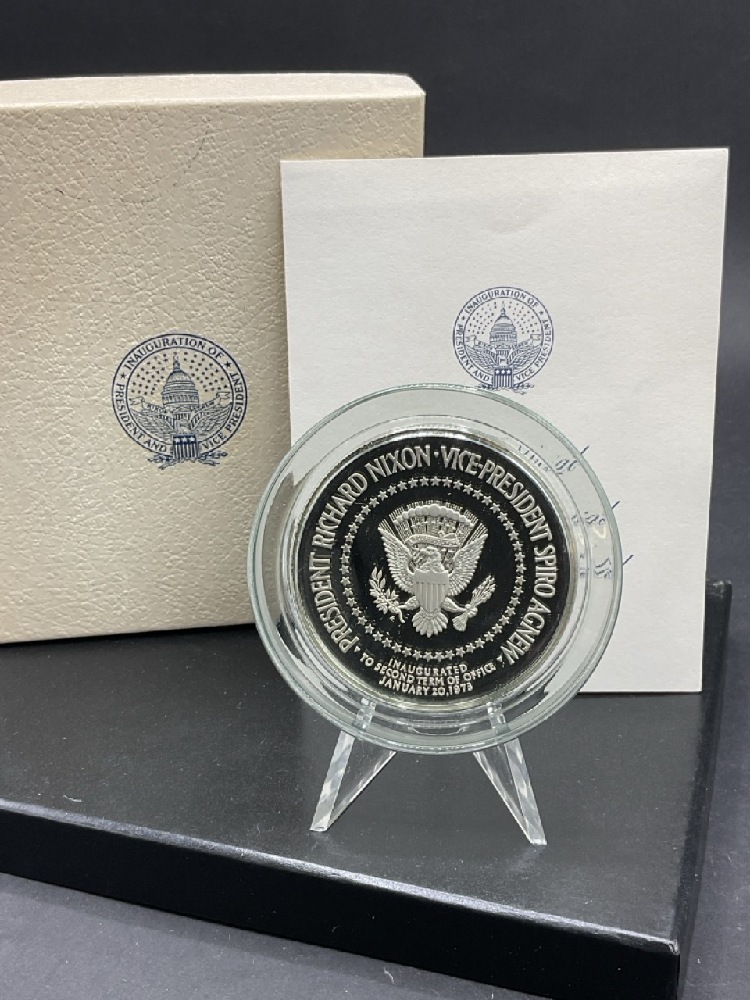 INAUGURATION OF
PRESIDENT AND VICE PRESIDENT
INAUGURATION OF
PRESIDENT AND VICE PRESIDENT
PRESIDENT RICHARD NIXON · VICE-PRESIDENT SPIRO AGNEW
INAUGURATED
TO SECOND TERM OF OFFICE
JANUARY 20, 1973